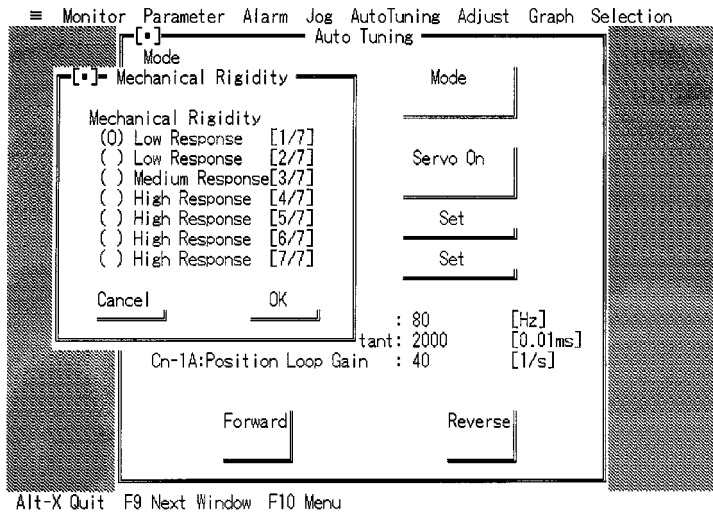 ≡ Monitor Parameter Alarm Jog AutoTuning Adjust Graph Selection
[▪] Auto Tuning
Mode
[▪] Mechanical Rigidity
Mode
Mechanical Rigidity
(O) Low Response [1/7]
( ) Low Response [2/7]
( ) Medium Response[3/7]
( ) High Response [4/7]
( ) High Response [5/7]
( ) High Response [6/7]
( ) High Response [7/7]
Cancel OK
Servo On
Set
Set
: 80 [Hz]
tant: 2000 [0.01ms]
Cn-1A:Position Loop Gain : 40 [1/s]
Forward Reverse
Alt-X Quit F9 Next Window F10 Menu